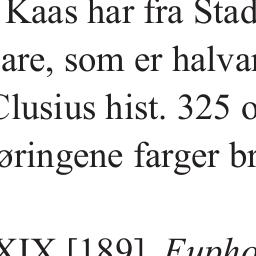 Kaas har fra Stad
are, som er halvar
Clusius hist. 325 o
øringene farger br
XIX [189]. Eupho